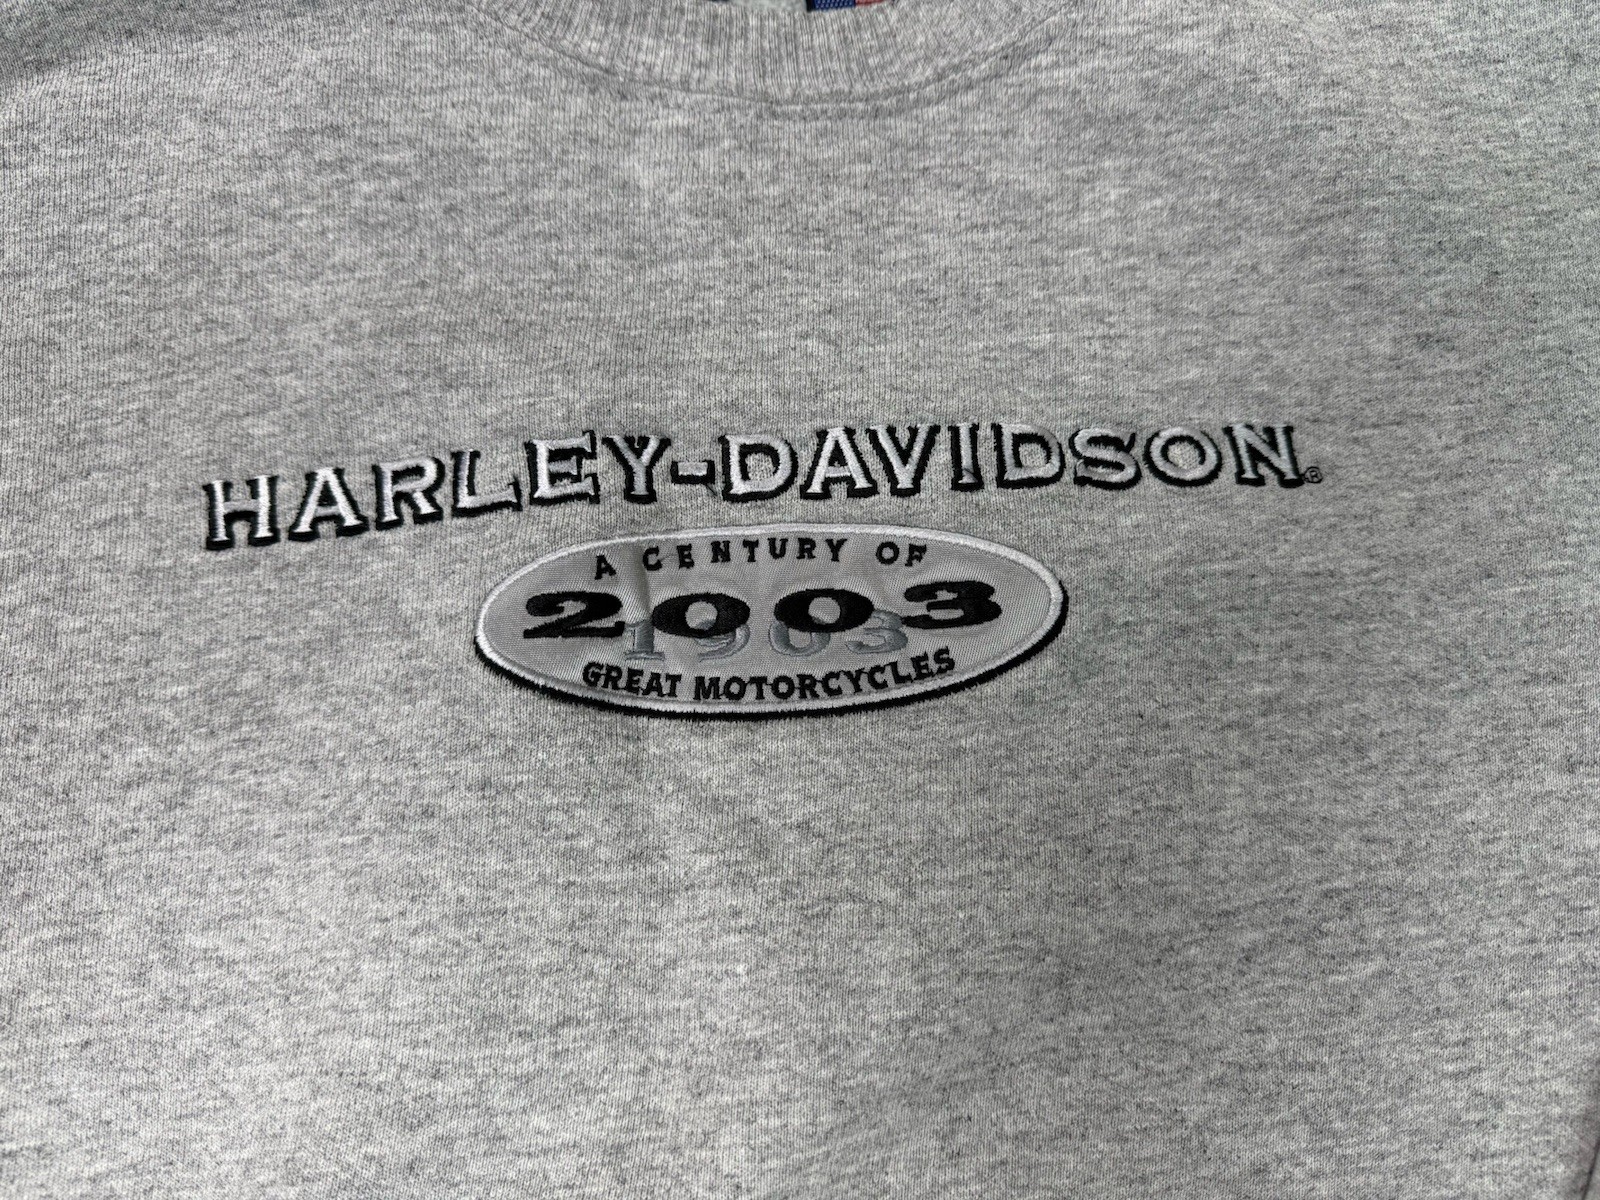 HARLEY-DAVIDSON®
A CENTURY OF
2003
1903
GREAT MOTORCYCLES